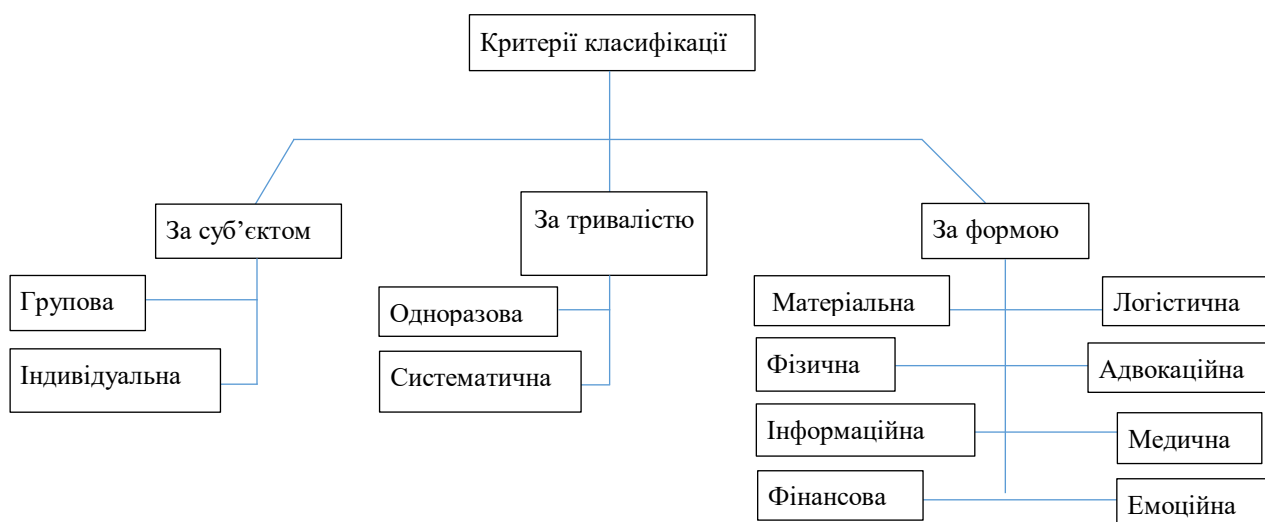 Критерії класифікації
За суб’єктом
За тривалістю
За формою
Групова
Індивідуальна
Одноразова
Систематична
Матеріальна
Логістична
Фізична
Адвокаційна
Інформаційна
Медична
Фінансова
Емоційна